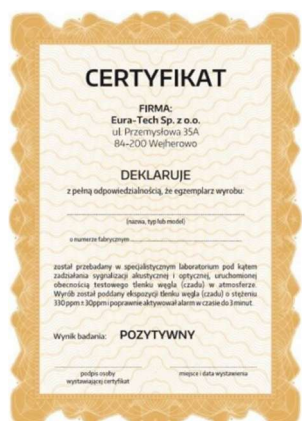 CERTYFIKAT
FIRMA:
Eura-Tech Sp. z o.o.
ul. Przemysłowa 35A
84-200 Wejherowo
DEKLARUJE
z pełną odpowiedzialnością, że egzemplarz wyrobu:
(nazwa, typ lub model)
o numerze fabrycznym
został przebadany w specjalistycznym laboratorium pod kątem
zadziałania sygnalizacji akustycznej i optycznej, uruchomionej
obecnością testowego tlenku węgla (czadu) w atmosferze.
Wyrób został poddany ekspozycji tlenku węgla (czadu) o stężeniu
330 ppm ± 30ppm i poprawnie aktywował alarm w czasie do 3 minut.
Wynik badania: POZYTYWNY
podpis osoby miejsce i data wystawienia
wystawiającej certyfikat